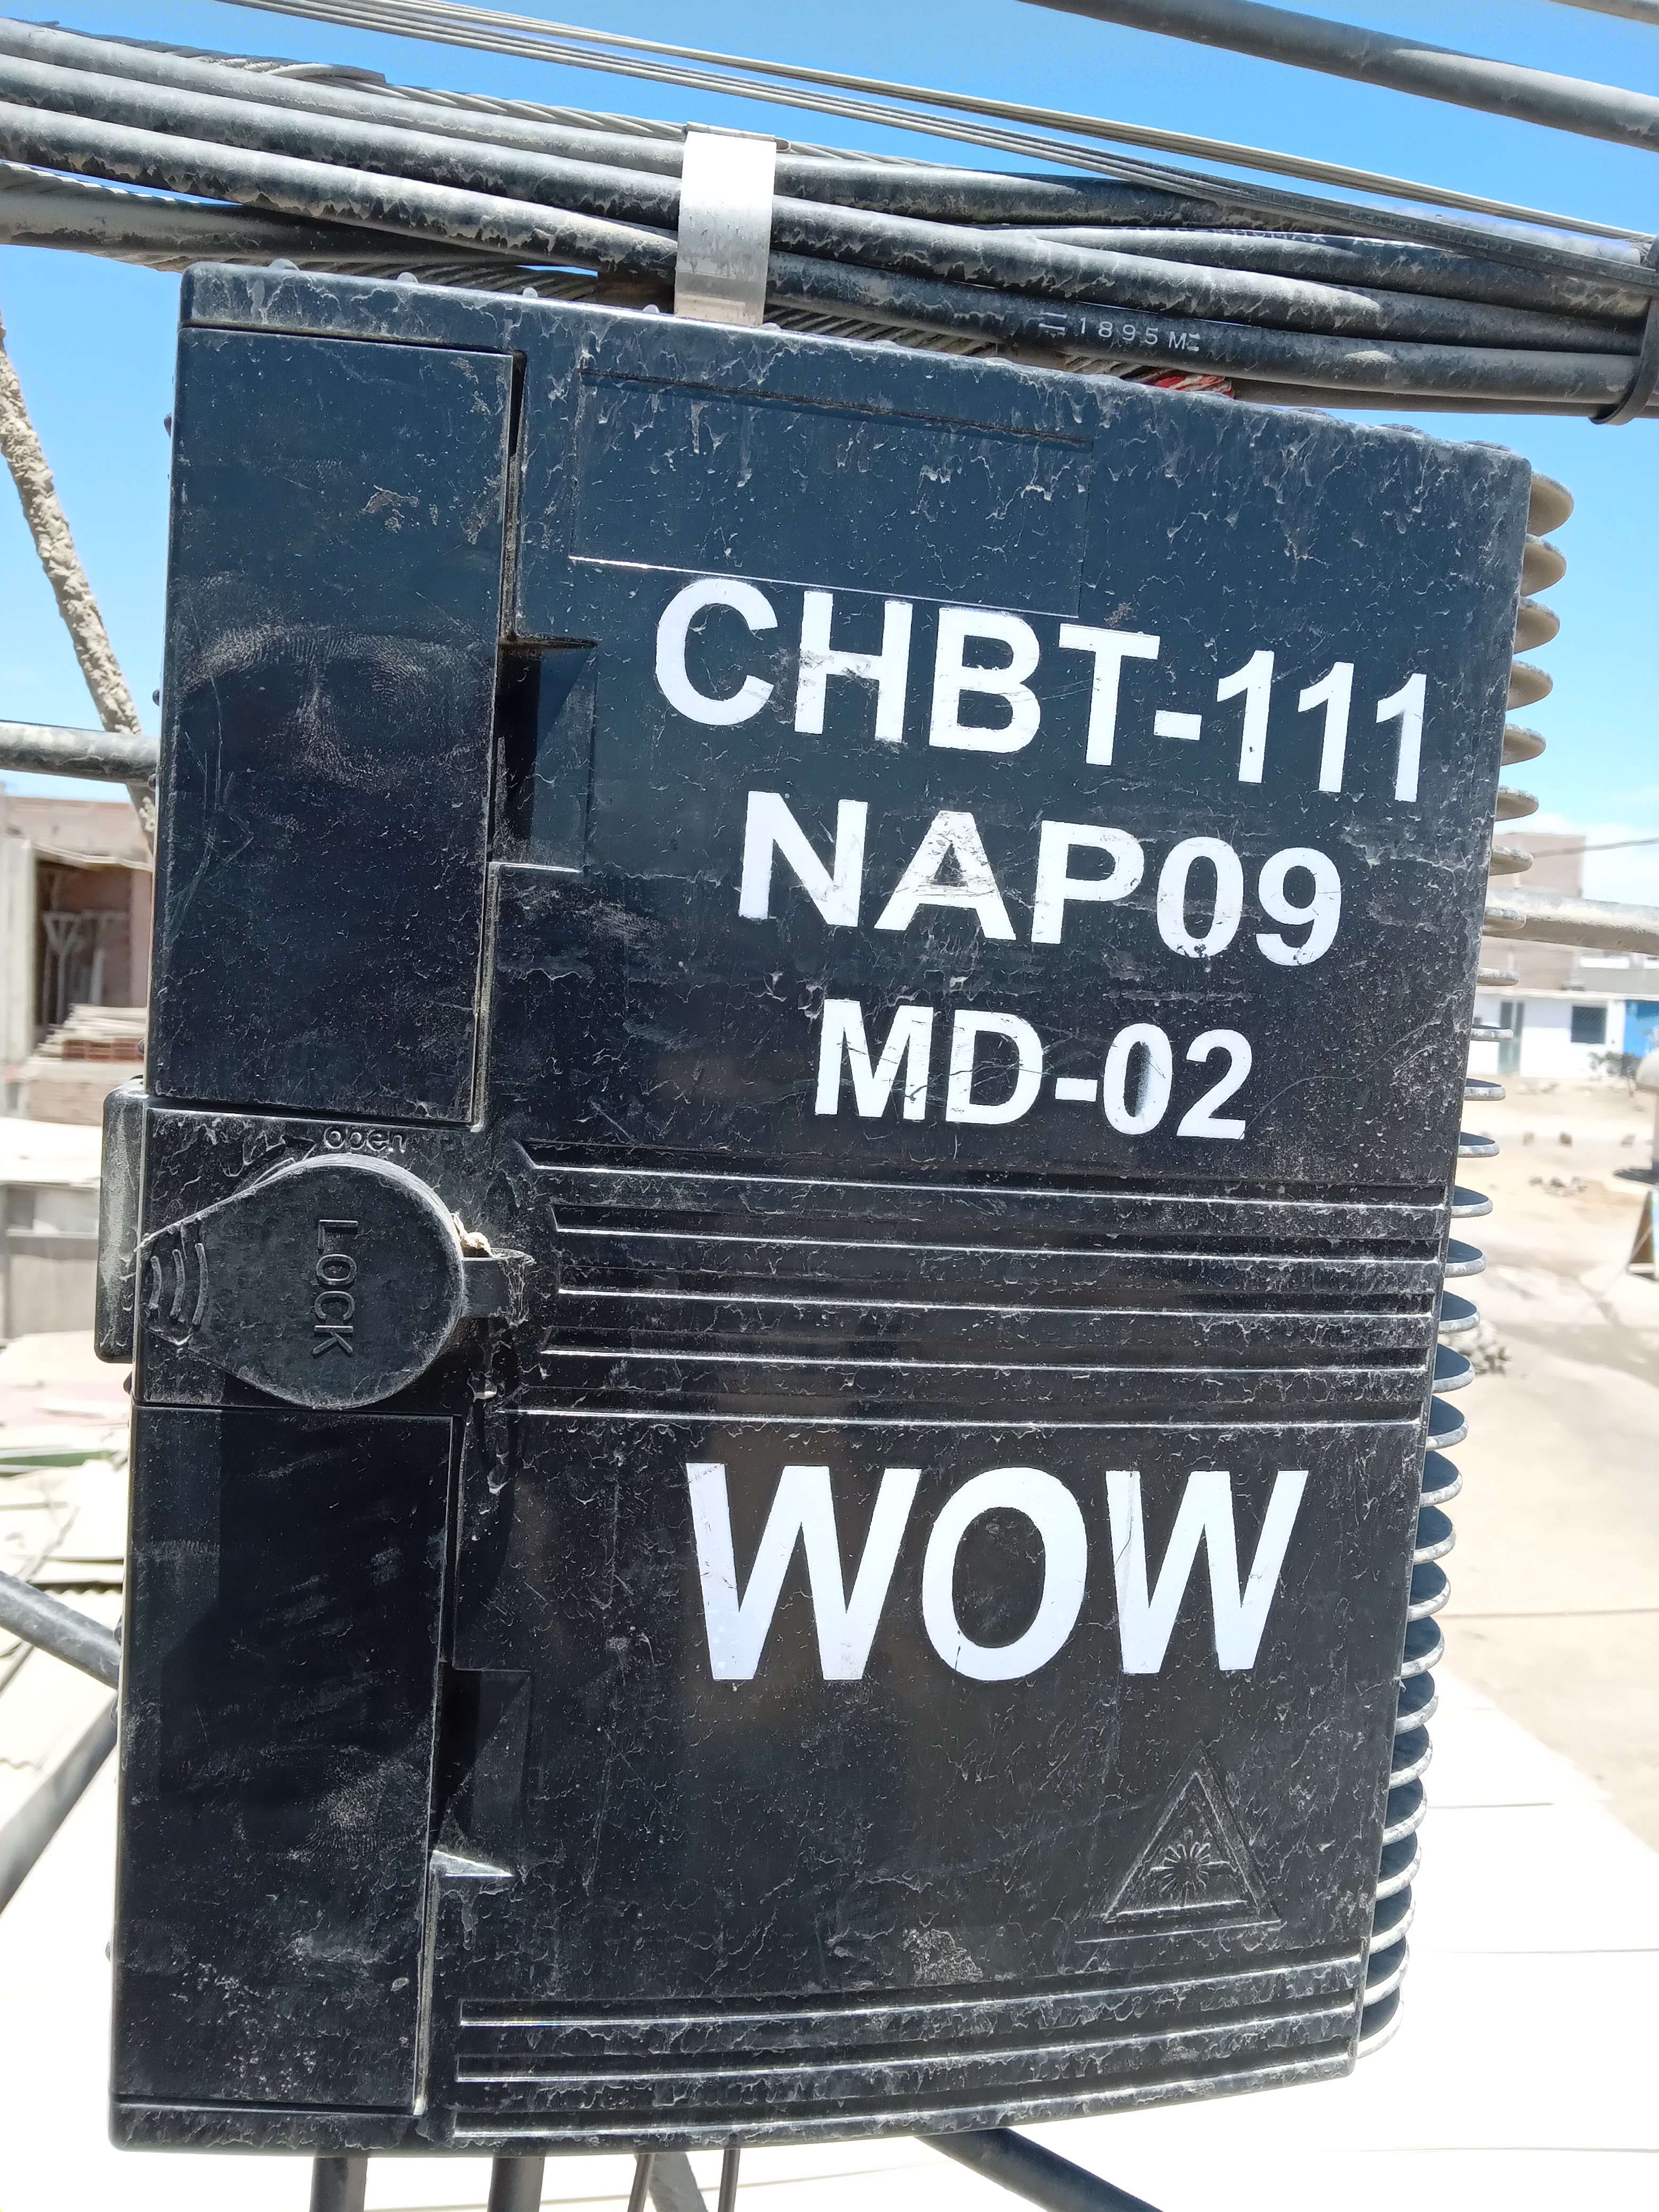 1895 M
CHBT-111
NAP09
MD-02
open
LOCK
WOW